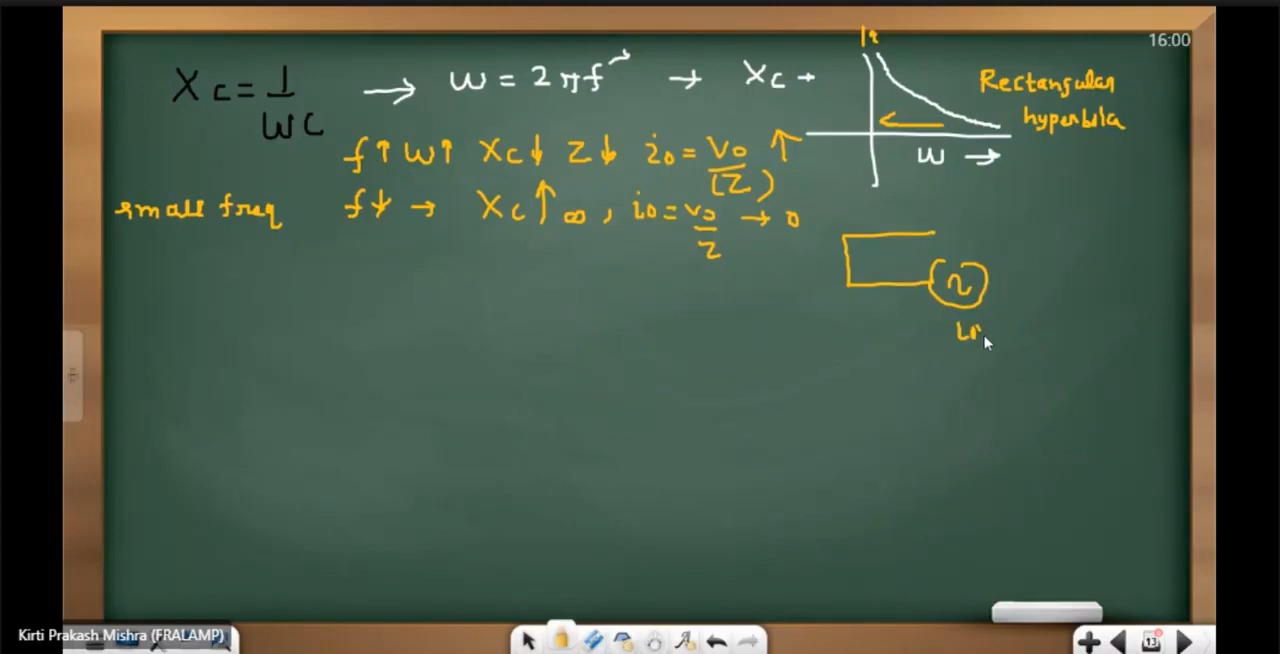 16:00
Xc = 1/WC → W = 2πf → Xc → Rectangular hyperbola
W →
f↑ W↑ Xc↓ Z↓ i0 = V0/(Z) ↑
small freq f↓ → Xc↑ ∞, i0 = V0/Z → 0
Kirti Prakash Mishra (FRALAMP)
13